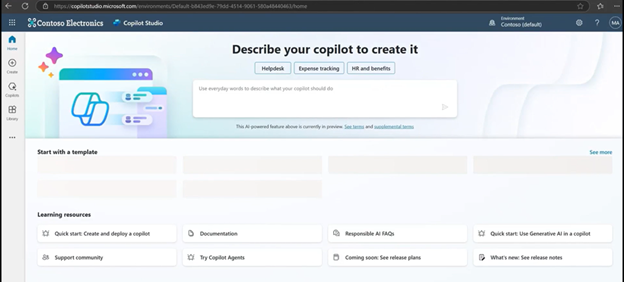 https://copilotstudio.microsoft.com/environments/Default-b843edfe-79dd-4514-9063-580a48440463/home
Contoso Electronics
Copilot Studio
Environment
Contoso (default)
MA
Home
Create
Copilots
Library
Describe your copilot to create it
Helpdesk
Expense tracking
HR and benefits
Use everyday words to describe what your copilot should do
This AI-powered feature above is currently in preview. See terms and supplemental terms
Start with a template
See more
Learning resources
Quick start: Create and deploy a copilot
Documentation
Responsible AI FAQs
Quick start: Use Generative AI in a copilot
Support community
Try Copilot Agents
Coming soon: See release plans
What's new: See release notes